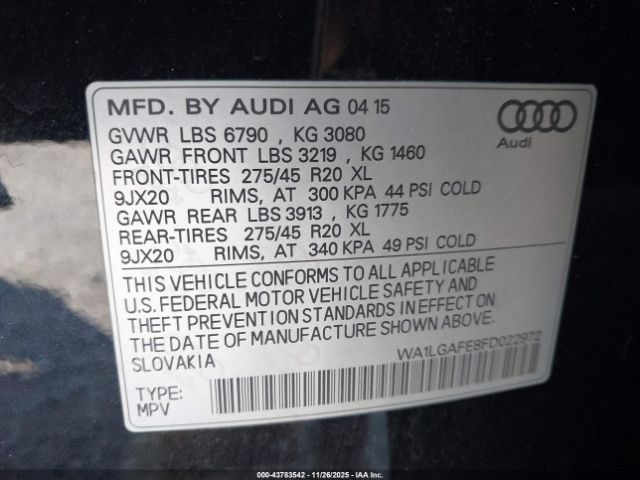 MFD. BY AUDI AG 04 15
GVWR LBS 6790 , KG 3080
GAWR FRONT LBS 3219 , KG 1460
FRONT-TIRES 275/45 R20 XL
9JX20 RIMS, AT 300 KPA 44 PSI COLD
GAWR REAR LBS 3913 , KG 1775
REAR-TIRES 275/45 R20 XL
9JX20 RIMS, AT 340 KPA 49 PSI COLD
Audi
THIS VEHICLE CONFORMS TO ALL APPLICABLE
U.S. FEDERAL MOTOR VEHICLE SAFETY AND
THEFT PREVENTION STANDARDS IN EFFECT ON
THE DATE OF MANUFACTURE SHOWN ABOVE.
SLOVAKIA
WA1LGAFE8FD022972
TYPE:
MPV
000-43783542 - 11/26/2025 - IAA Inc.